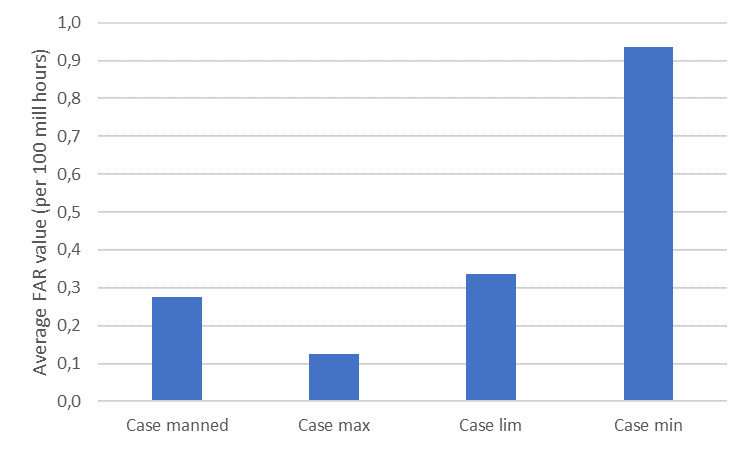 Average FAR value (per 100 mill hours)
1,0
0,9
0,8
0,7
0,6
0,5
0,4
0,3
0,2
0,1
0,0
Case manned
Case max
Case lim
Case min